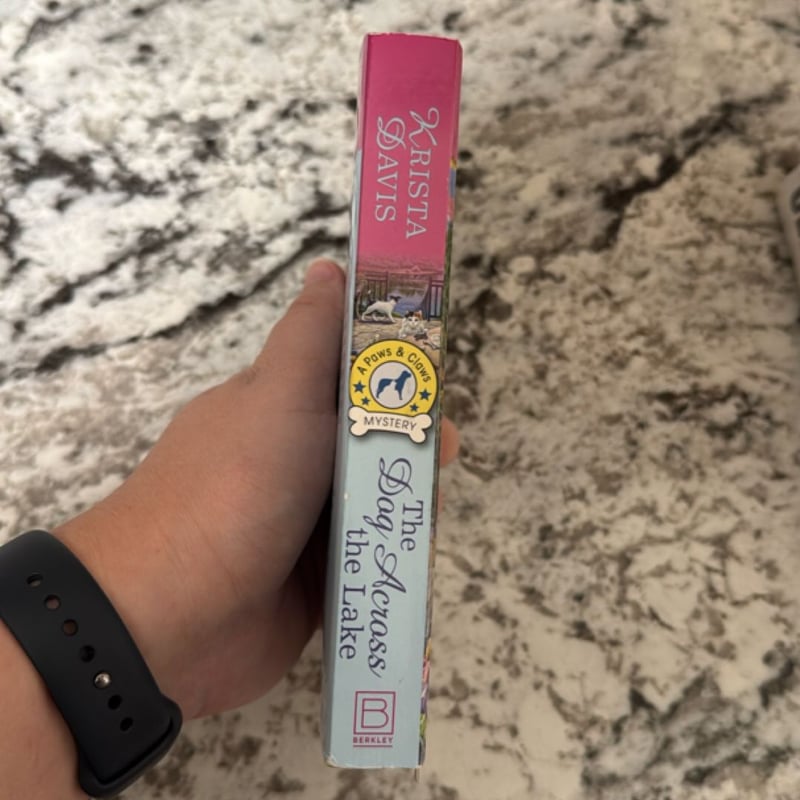 KRISTA
DAVIS
A Paws & Claws
MYSTERY
The
Dog Across
the Lake
B
BERKLEY